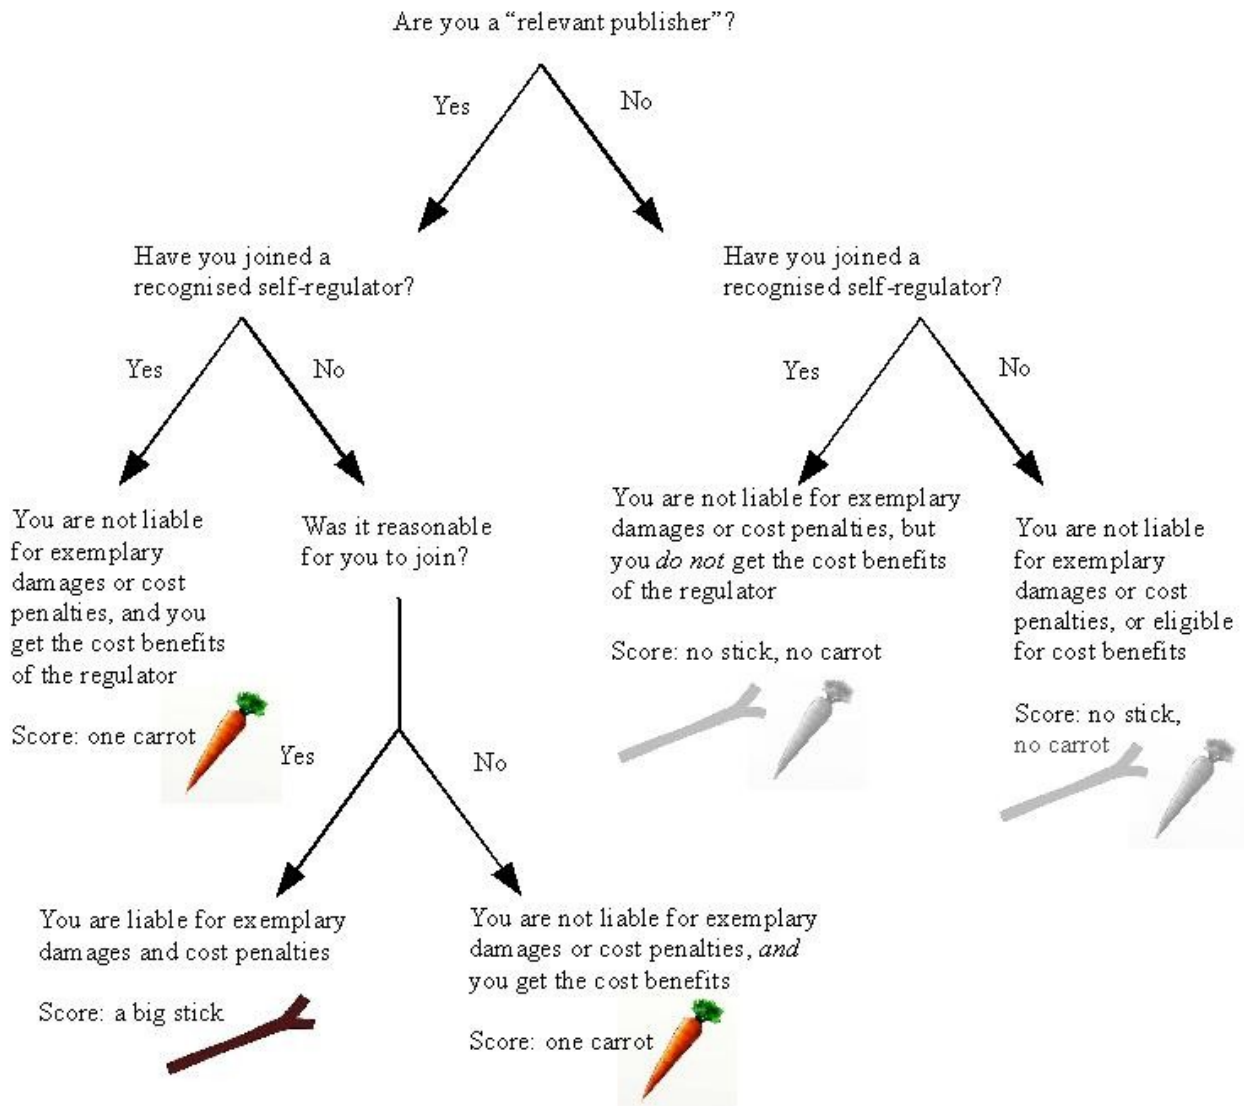 Are you a “relevant publisher”?
Yes
No
Have you joined a
recognised self-regulator?
Have you joined a
recognised self-regulator?
Yes
No
Yes
No
You are not liable
for exemplary
damages or cost
penalties, and you
get the cost benefits
of the regulator
Score: one carrot
Was it reasonable
for you to join?
You are not liable for exemplary
damages or cost penalties, but
you do not get the cost benefits
of the regulator
Score: no stick, no carrot
You are not liable
for exemplary
damages or cost
penalties, or eligible
for cost benefits
Score: no stick,
no carrot
Yes
No
You are liable for exemplary
damages and cost penalties
Score: a big stick
You are not liable for exemplary
damages or cost penalties, and
you get the cost benefits
Score: one carrot